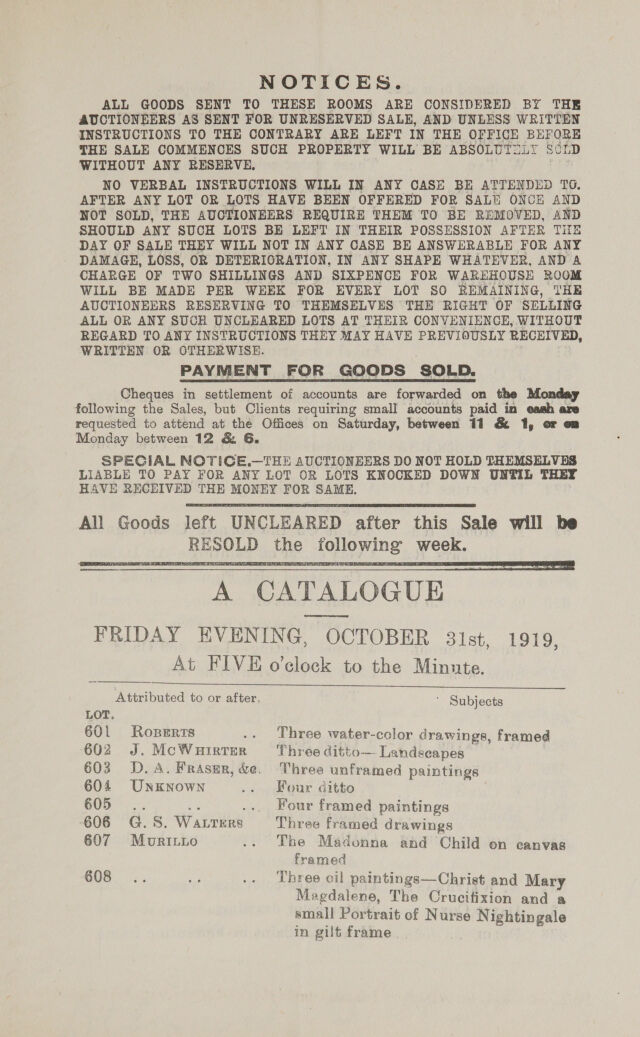 NOTICES.
ALL GOODS SENT TO THESE ROOMS ARE CONSIDERED BY THE
AUCTIONEERS AS SENT FOR UNRESERVED SALE, AND UNLESS WRITTEN
INSTRUCTIONS TO THE CONTRARY ARE LEFT IN THE OFFICE BEFORE
THE SALE COMMENCES SUCH PROPERTY WILL BE ABSOLUTELY SOLD
WITHOUT ANY RESERVE.
NO VERBAL INSTRUCTIONS WILL IN ANY CASE BE ATTENDED TO.
AFTER ANY LOT OR LOTS HAVE BEEN OFFERED FOR SALE ONCE AND
NOT SOLD, THE AUCTIONEERS REQUIRE THEM TO BE REMOVED, AND
SHOULD ANY SUCH LOTS BE LEFT IN THEIR POSSESSION AFTER THE
DAY OF SALE THEY WILL NOT IN ANY CASE BE ANSWERABLE FOR ANY
DAMAGE, LOSS, OR DETERIORATION, IN ANY SHAPE WHATEVER, AND A
CHARGE OF TWO SHILLINGS AND SIXPENCE FOR WAREHOUSE ROOM
WILL BE MADE PER WEEK FOR EVERY LOT SO REMAINING, THE
AUCTIONEERS RESERVING TO THEMSELVES THE RIGHT OF SELLING
ALL OR ANY SUCH UNCLEARED LOTS AT THEIR CONVENIENCE, WITHOUT
REGARD TO ANY INSTRUCTIONS THEY MAY HAVE PREVIOUSLY RECEIVED,
WRITTEN OR OTHERWISE.
PAYMENT FOR GOODS SOLD.
Cheques in settlement of accounts are forwarded on the Monday
following the Sales, but Clients requiring small accounts paid in cash are
requested to attend at the Offices on Saturday, between 11 & 1, or on
Monday between 12 & 6.
SPECIAL NOTICE.—THE AUCTIONEERS DO NOT HOLD THEMSELVES
LIABLE TO PAY FOR ANY LOT OR LOTS KNOCKED DOWN UNTIL THEY
HAVE RECEIVED THE MONEY FOR SAME.
All Goods left UNCLEARED after this Sale will be
RESOLD the following week.
A CATALOGUE
FRIDAY EVENING, OCTOBER 31st, 1919,
At FIVE o'clock to the Minute.
Attributed to or after. Subjects
LOT.
601 ROBERTS .. Three water-color drawings, framed
602 J. McWHIRTER Three ditto—Landscapes
603 D. A. FRASER, &c. Three unframed paintings
604 UNKNOWN .. Four ditto
605 .. .. .. Four framed paintings
606 G. S. WALTERS Three framed drawings
607 MURILLO .. The Madonna and Child on canvas
framed
608 .. .. .. Three oil paintings—Christ and Mary
Magdalene, The Crucifixion and a
small Portrait of Nurse Nightingale
in gilt frame